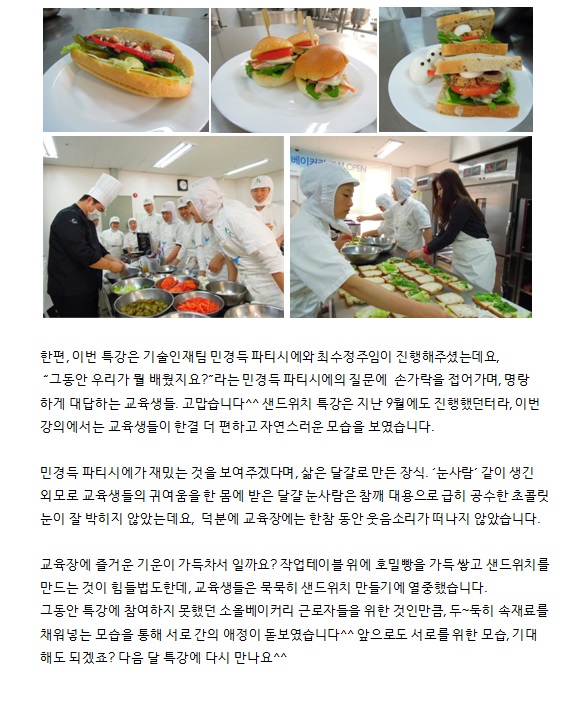 베이커리 OPEN
한편, 이번 특강은 기술인재팀 민경득 파티시에와 최수정주임이 진행해주셨는데요,
“그동안 우리가 뭘 배웠지요?”라는 민경득 파티시에의 질문에  손가락을 접어가며, 명랑
하게 대답하는 교육생들. 고맙습니다^^ 샌드위치 특강은 지난 9월에도 진행했던터라, 이번
강의에서는 교육생들이 한결 더 편하고 자연스러운 모습을 보였습니다.
민경득 파티시에가 재밌는 것을 보여주겠다며, 삶은 달걀로 만든 장식. ‘눈사람’ 같이 생긴
외모로 교육생들의 귀여움을 한 몸에 받은 달걀 눈사람은 참깨 대용으로 급히 공수한 초콜릿
눈이 잘 박히지 않았는데요,  덕분에 교육장에는 한참 동안 웃음소리가 떠나지 않았습니다.
교육장에 즐거운 기운이 가득차서 일까요? 작업테이블 위에 호밀빵을 가득 쌓고 샌드위치를
만드는 것이 힘들법도한데, 교육생들은 묵묵히 샌드위치 만들기에 열중했습니다.
그동안 특강에 참여하지 못했던 소울베이커리 근로자들을 위한 것인만큼, 두~둑히 속재료를
채워넣는 모습을 통해 서로 간의 애정이 돋보였습니다^^ 앞으로도 서로를 위한 모습, 기대
해도 되겠죠? 다음 달 특강에 다시 만나요^^